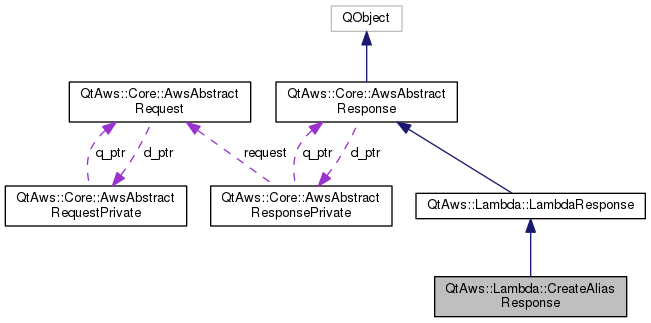 QObject
QtAws::Core::AwsAbstract
Request
QtAws::Core::AwsAbstract
Response
q_ptr
d_ptr
request
q_ptr
d_ptr
QtAws::Core::AwsAbstract
RequestPrivate
QtAws::Core::AwsAbstract
ResponsePrivate
QtAws::Lambda::LambdaResponse
QtAws::Lambda::CreateAlias
Response